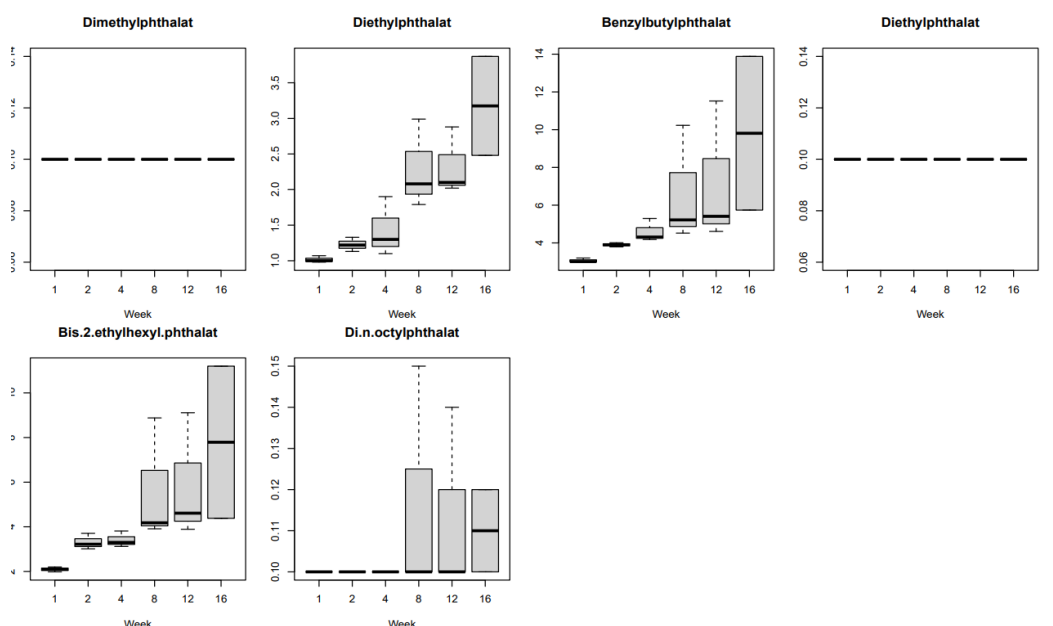 Dimethylphthalat
Diethylphthalat
Benzylbutylphthalat
Diethylphthalat
3.5
3.0
2.5
2.0
1.5
1.0
14
12
10
8
6
4
0.14
0.12
0.10
0.08
0.06
1 2 4 8 12 16
1 2 4 8 12 16
1 2 4 8 12 16
1 2 4 8 12 16
Week
Week
Week
Week
Bis.2.ethylhexyl.phthalat
Di.n.octylphthalat
0.15
0.14
0.13
0.12
0.11
0.10
1 2 4 8 12 16
1 2 4 8 12 16
Week
Week